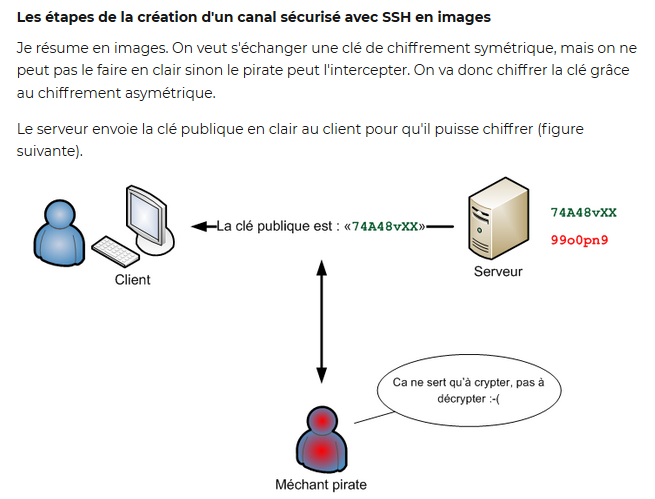 Les étapes de la création d'un canal sécurisé avec SSH en images
Je résume en images. On veut s'échanger une clé de chiffrement symétrique, mais on ne
peut pas le faire en clair sinon le pirate peut l'intercepter. On va donc chiffrer la clé grâce
au chiffrement asymétrique.
Le serveur envoie la clé publique en clair au client pour qu'il puisse chiffrer (figure
suivante).
La clé publique est : «74A48vXX»
74A48vXX
99o0pn9
Serveur
Client
Ca ne sert qu'à crypter, pas à
décrypter :-(
Méchant pirate